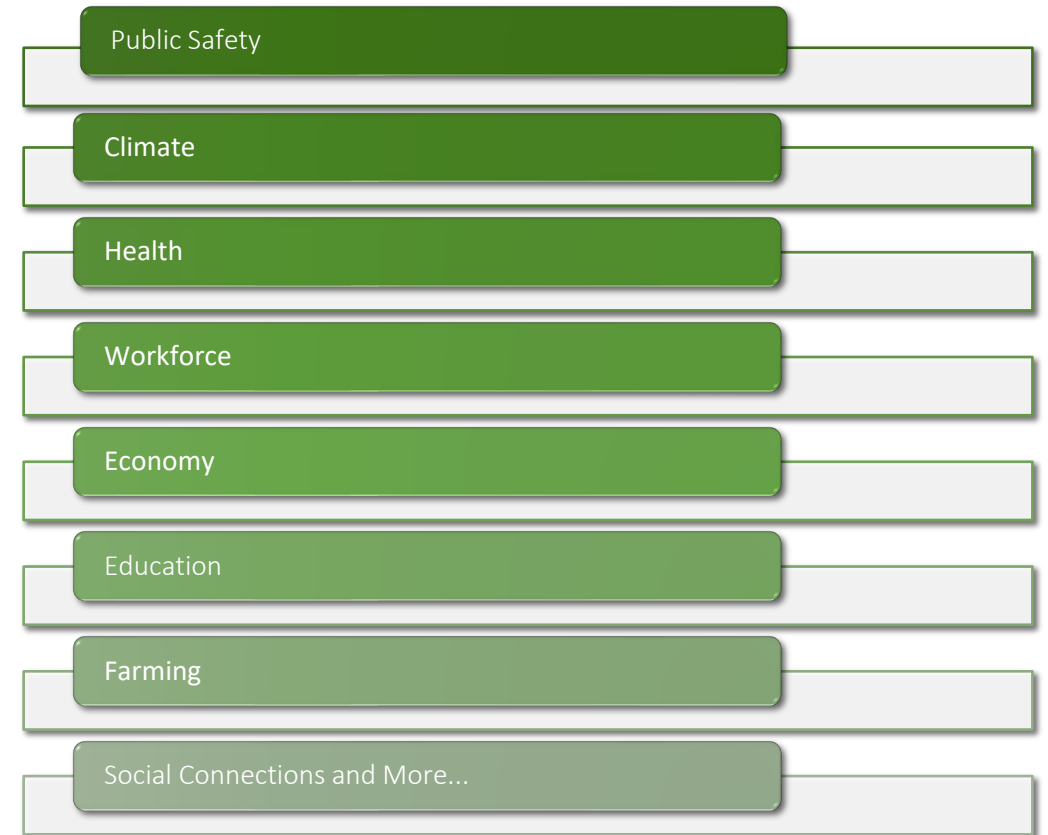 Public Safety
Climate
Health
Workforce
Economy
Education
Farming
Social Connections and More...